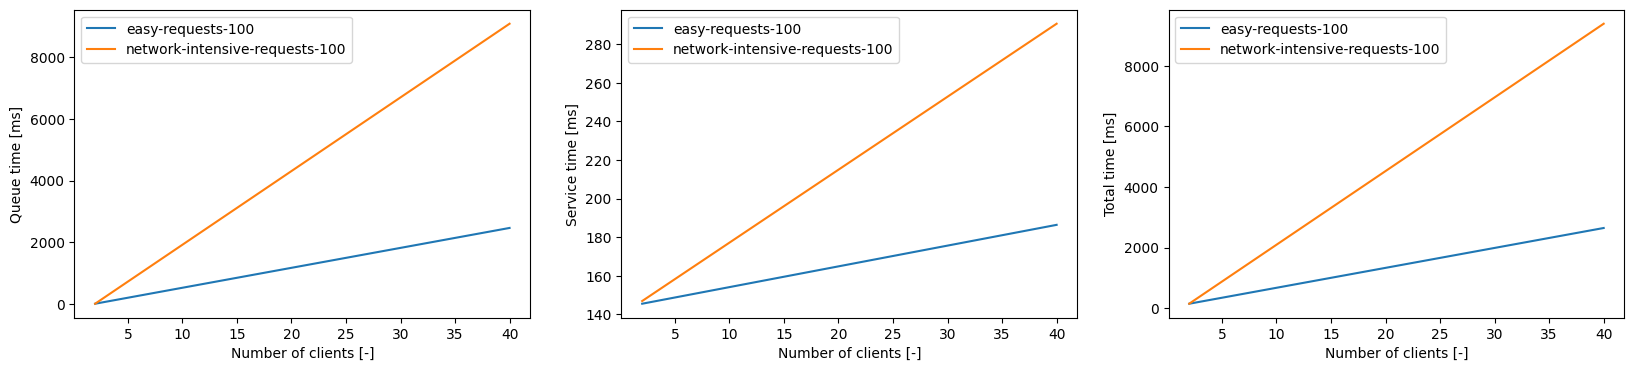 easy-requests-100
network-intensive-requests-100
8000
6000
4000
2000
0
Queue time [ms]
5 10 15 20 25 30 35 40
Number of clients [-]
easy-requests-100
network-intensive-requests-100
280
260
240
220
200
180
160
140
Service time [ms]
5 10 15 20 25 30 35 40
Number of clients [-]
easy-requests-100
network-intensive-requests-100
8000
6000
4000
2000
0
Total time [ms]
5 10 15 20 25 30 35 40
Number of clients [-]